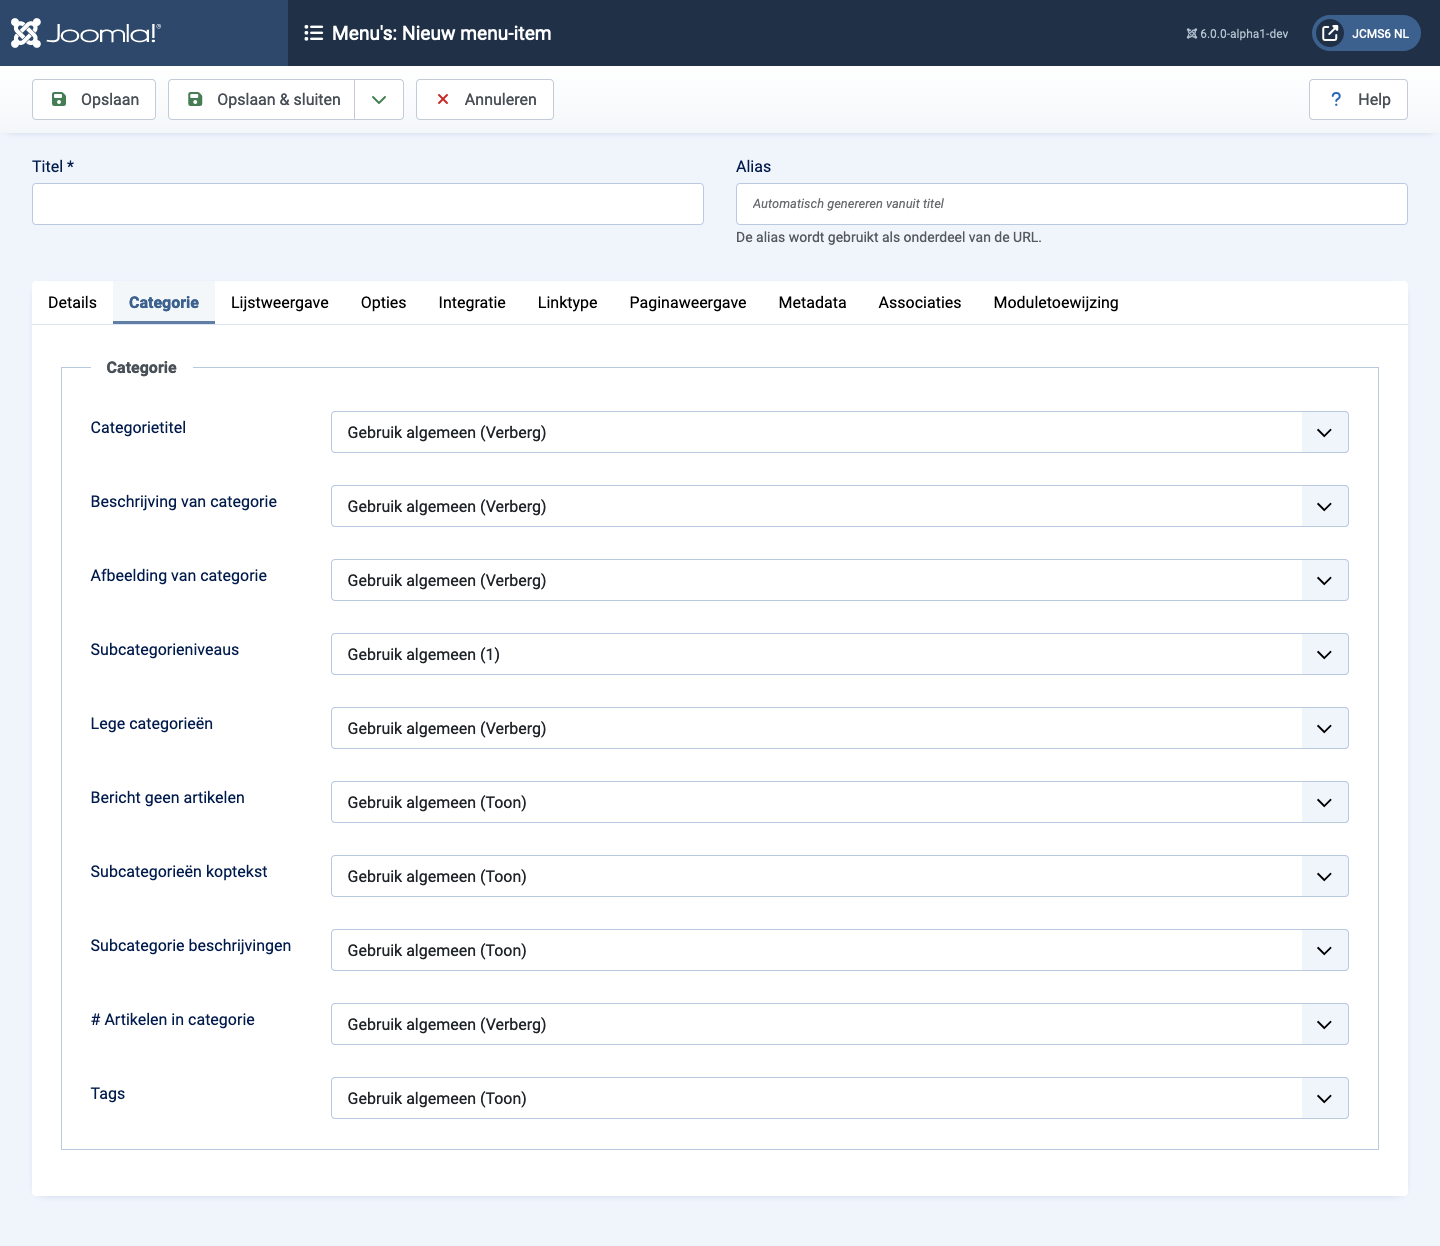 Joomla!®
Menu's: Nieuw menu-item
6.0.0-alpha1-dev
JCMS6 NL
Opslaan
Opslaan & sluiten
Annuleren
? Help
Titel *
Alias
Automatisch genereren vanuit titel
De alias wordt gebruikt als onderdeel van de URL.
Details Categorie Lijstweergave Opties Integratie Linktype Paginaweergave Metadata Associaties Moduletoewijzing
Categorie
Categorietitel
Gebruik algemeen (Verberg)
Beschrijving van categorie
Gebruik algemeen (Verberg)
Afbeelding van categorie
Gebruik algemeen (Verberg)
Subcategorieniveaus
Gebruik algemeen (1)
Lege categorieën
Gebruik algemeen (Verberg)
Bericht geen artikelen
Gebruik algemeen (Toon)
Subcategorieën koptekst
Gebruik algemeen (Toon)
Subcategorie beschrijvingen
Gebruik algemeen (Toon)
# Artikelen in categorie
Gebruik algemeen (Verberg)
Tags
Gebruik algemeen (Toon)